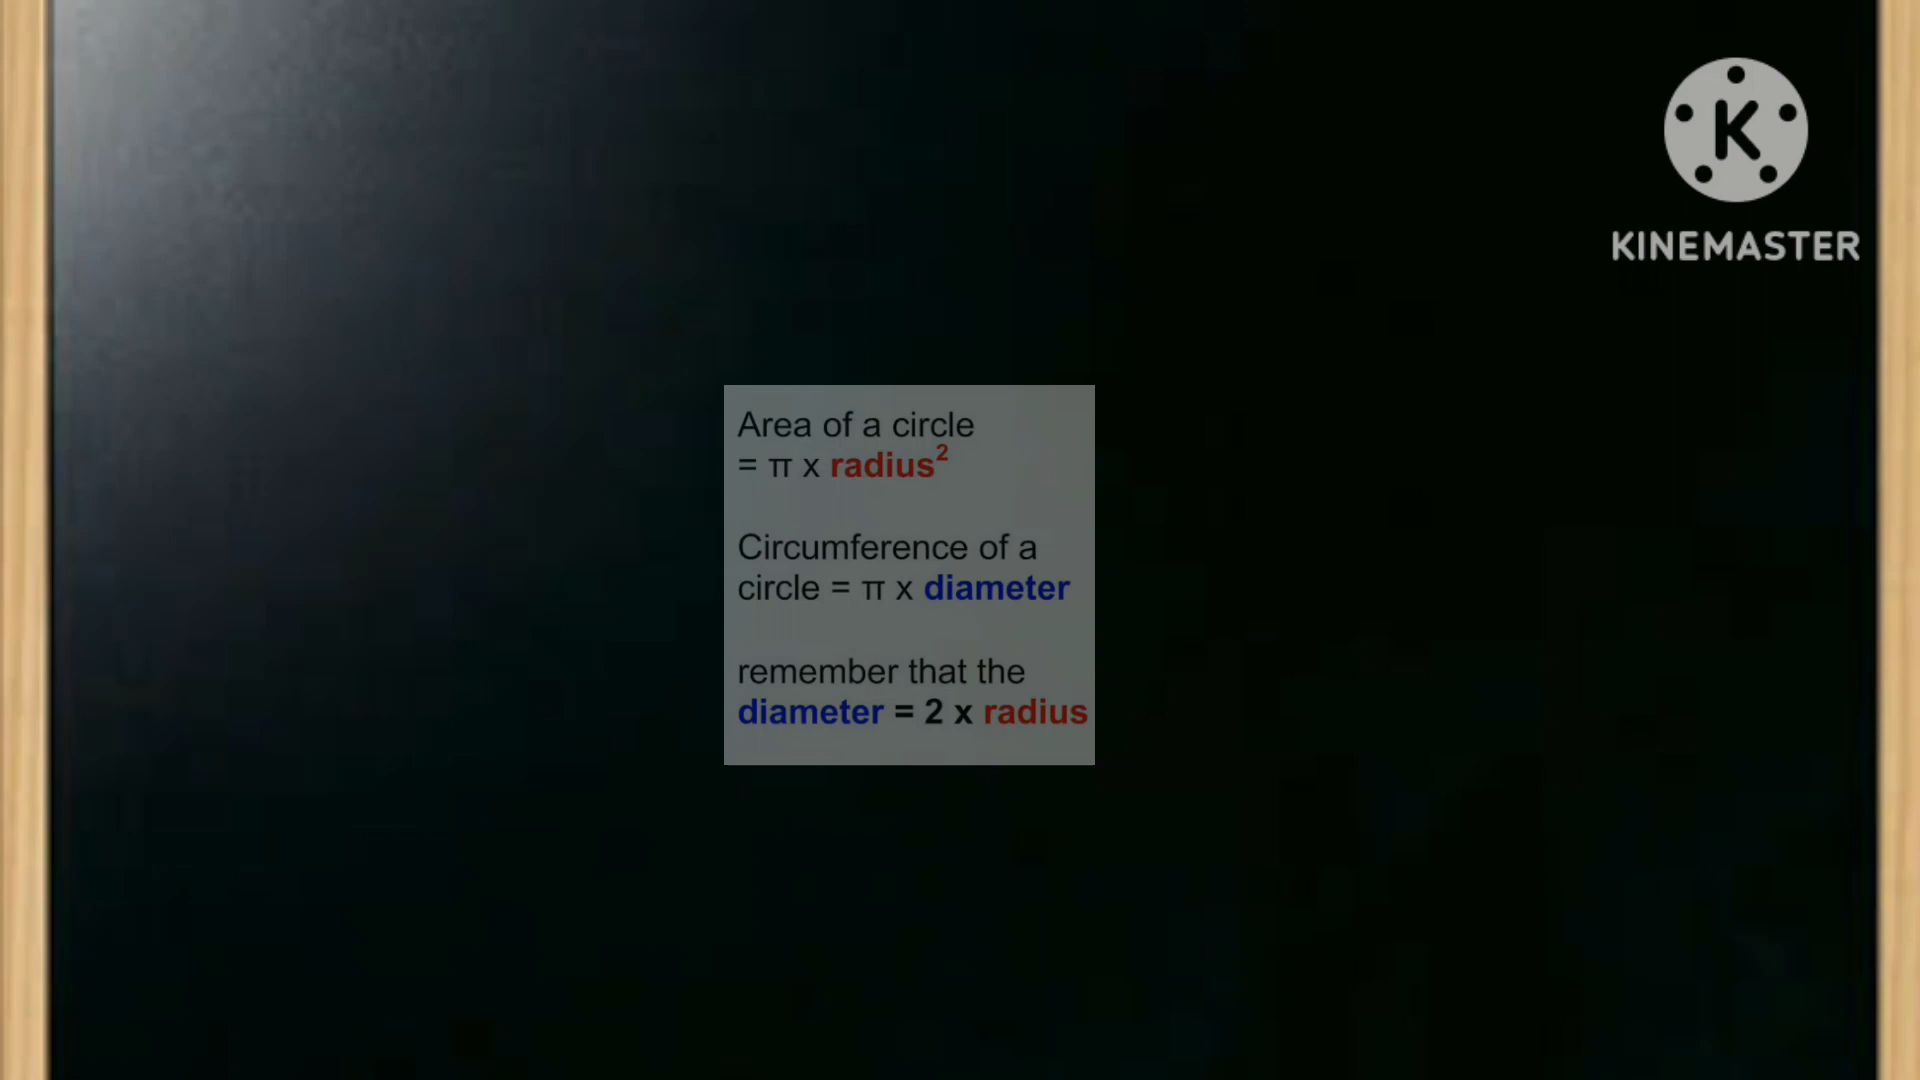 K
KINEMASTER
Area of a circle
= π x radius²
Circumference of a
circle = π x diameter
remember that the
diameter = 2 x radius